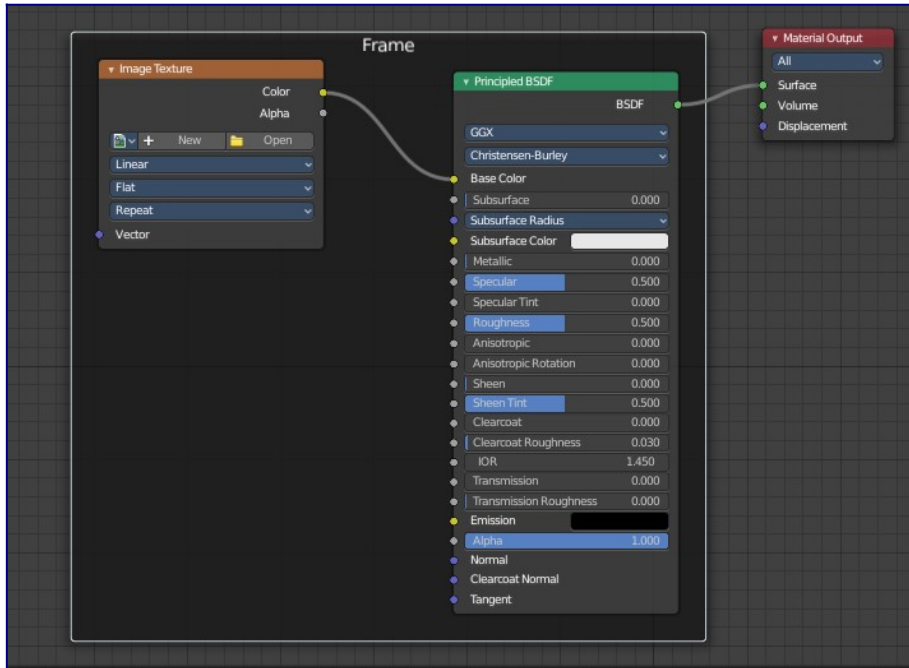 Frame
Image Texture
Color
Alpha
New
Open
Linear
Flat
Repeat
Vector
Principled BSDF
BSDF
GGX
Christensen-Burley
Base Color
Subsurface 0.000
Subsurface Radius
Subsurface Color
Metallic 0.000
Specular 0.500
Specular Tint 0.000
Roughness 0.500
Anisotropic 0.000
Anisotropic Rotation 0.000
Sheen 0.000
Sheen Tint 0.500
Clearcoat 0.000
Clearcoat Roughness 0.030
IOR 1.450
Transmission 0.000
Transmission Roughness 0.000
Emission
Alpha 1.000
Normal
Clearcoat Normal
Tangent
Material Output
All
Surface
Volume
Displacement